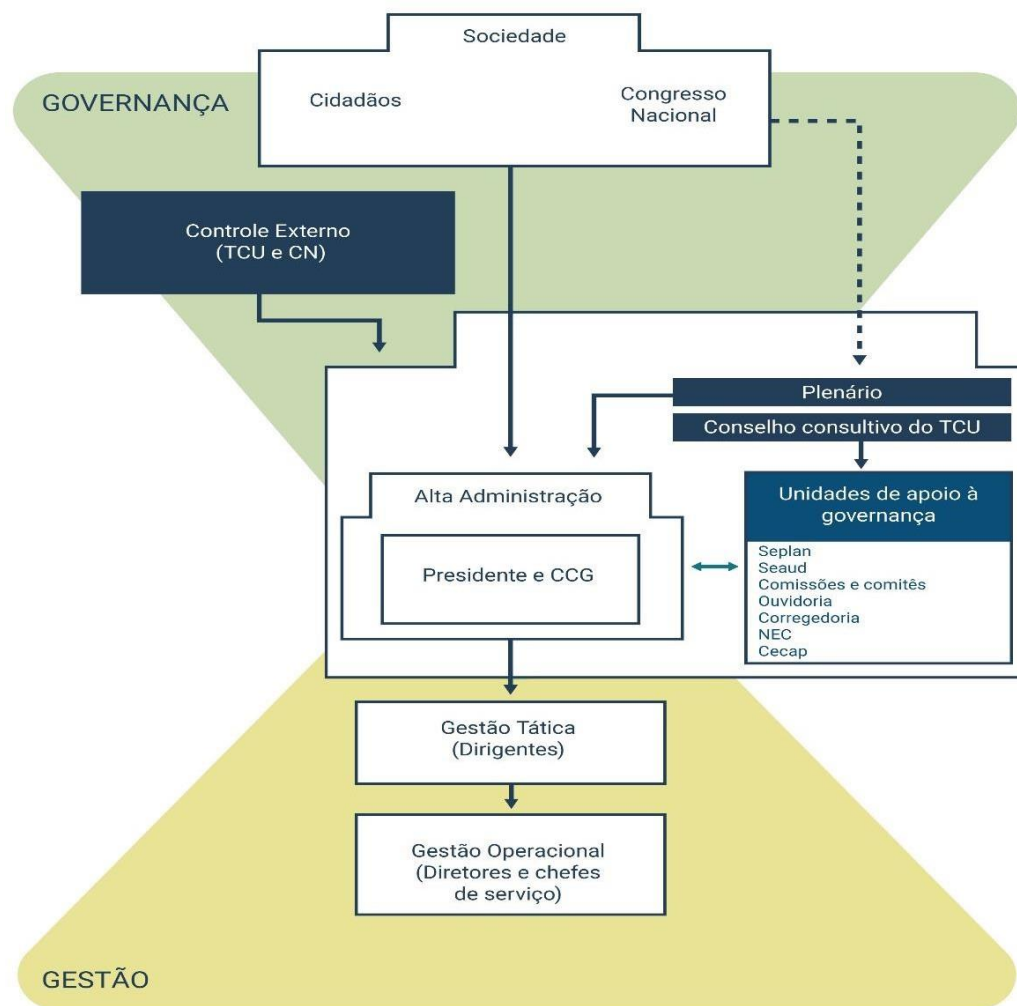 Sociedade
GOVERNANÇA
Cidadãos
Congresso
Nacional
Controle Externo
(TCU e CN)
Plenário
Conselho consultivo do TCU
Alta Administração
Presidente e CCG
Unidades de apoio à
governança
Seplan
Seaud
Comissões e comitês
Ouvidoria
Corregedoria
NEC
Cecap
Gestão Tática
(Dirigentes)
Gestão Operacional
(Diretores e chefes
de serviço)
GESTÃO